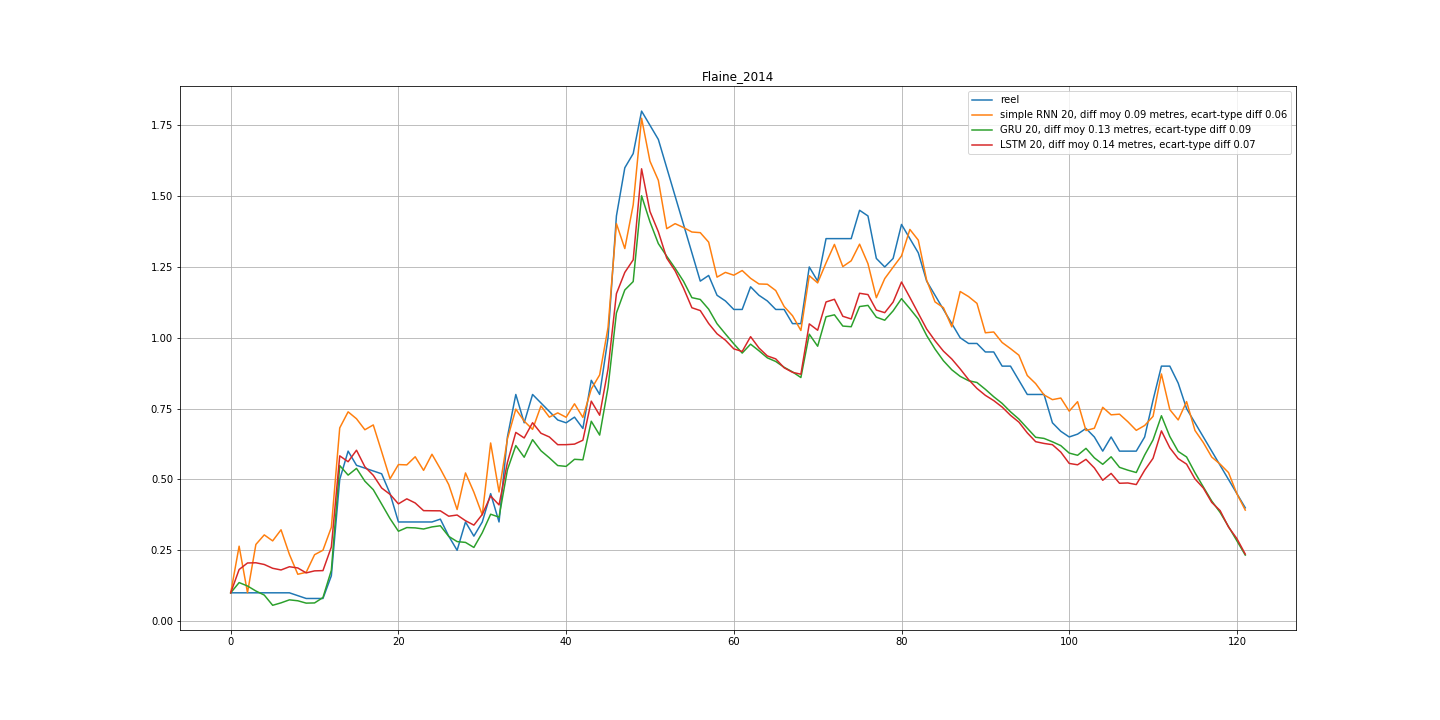 Flaine_2014
reel
simple RNN 20, diff moy 0.09 metres, ecart-type diff 0.06
GRU 20, diff moy 0.13 metres, ecart-type diff 0.09
LSTM 20, diff moy 0.14 metres, ecart-type diff 0.07
1.75
1.50
1.25
1.00
0.75
0.50
0.25
0.00
0 20 40 60 80 100 120